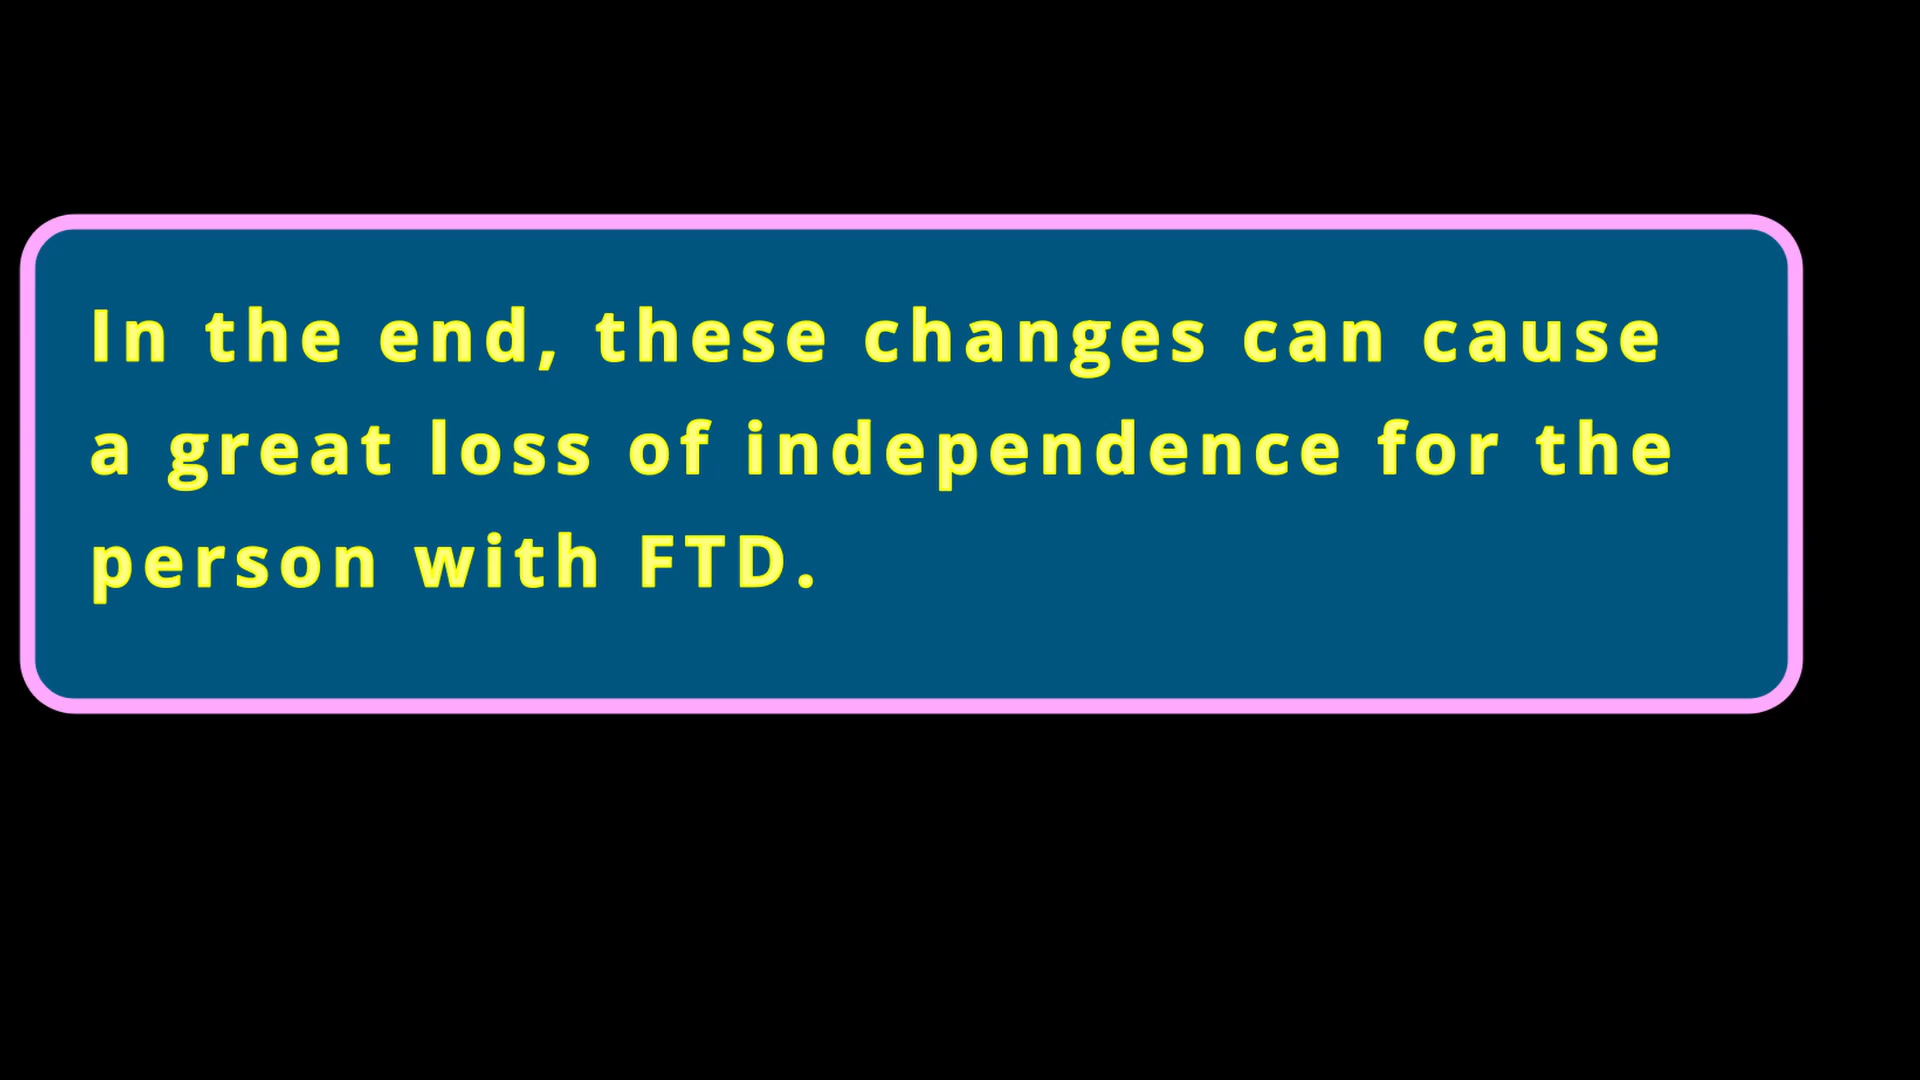 In the end, these changes can cause
a great loss of independence for the
person with FTD.